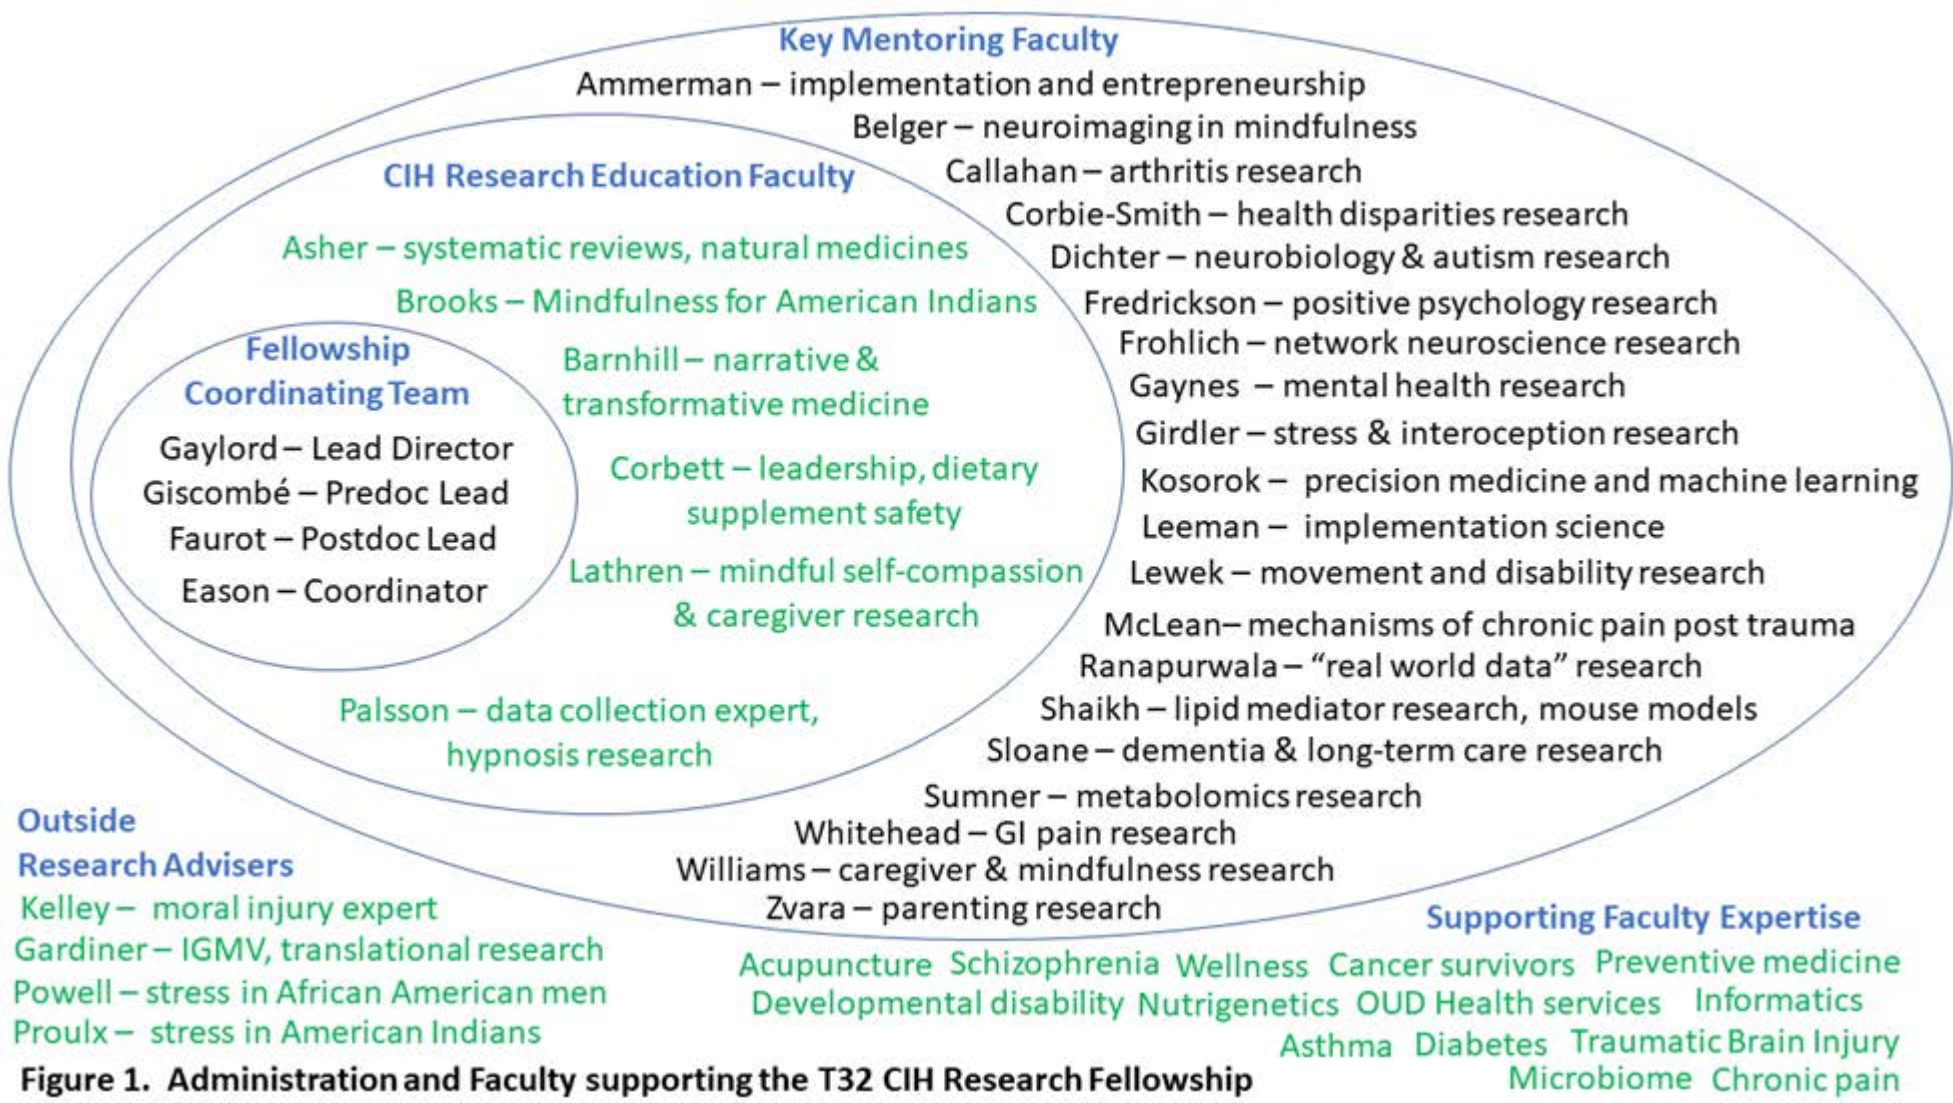 Key Mentoring Faculty
Ammerman – implementation and entrepreneurship
Belger – neuroimaging in mindfulness
Callahan – arthritis research
Corbie-Smith – health disparities research
Dichter – neurobiology & autism research
Fredrickson – positive psychology research
Frohlich – network neuroscience research
Gaynes – mental health research
Girdler – stress & interoception research
Kosorok – precision medicine and machine learning
Leeman – implementation science
Lewek – movement and disability research
McLean– mechanisms of chronic pain post trauma
Ranapurwala – “real world data” research
Shaikh – lipid mediator research, mouse models
Sloane – dementia & long-term care research
Sumner – metabolomics research
Whitehead – GI pain research
Williams – caregiver & mindfulness research
Zvara – parenting research
CIH Research Education Faculty
Asher – systematic reviews, natural medicines
Brooks – Mindfulness for American Indians
Barnhill – narrative &
transformative medicine
Corbett – leadership, dietary
supplement safety
Lathren – mindful self-compassion
& caregiver research
Palsson – data collection expert,
hypnosis research
Fellowship
Coordinating Team
Gaylord – Lead Director
Giscombé – Predoc Lead
Faurot – Postdoc Lead
Eason – Coordinator
Outside
Research Advisers
Kelley – moral injury expert
Gardiner – IGMV, translational research
Powell – stress in African American men
Proulx – stress in American Indians
Supporting Faculty Expertise
Acupuncture Schizophrenia Wellness Cancer survivors Preventive medicine
Developmental disability Nutrigenetics OUD Health services Informatics
Asthma Diabetes Traumatic Brain Injury
Microbiome Chronic pain
Figure 1. Administration and Faculty supporting the T32 CIH Research Fellowship